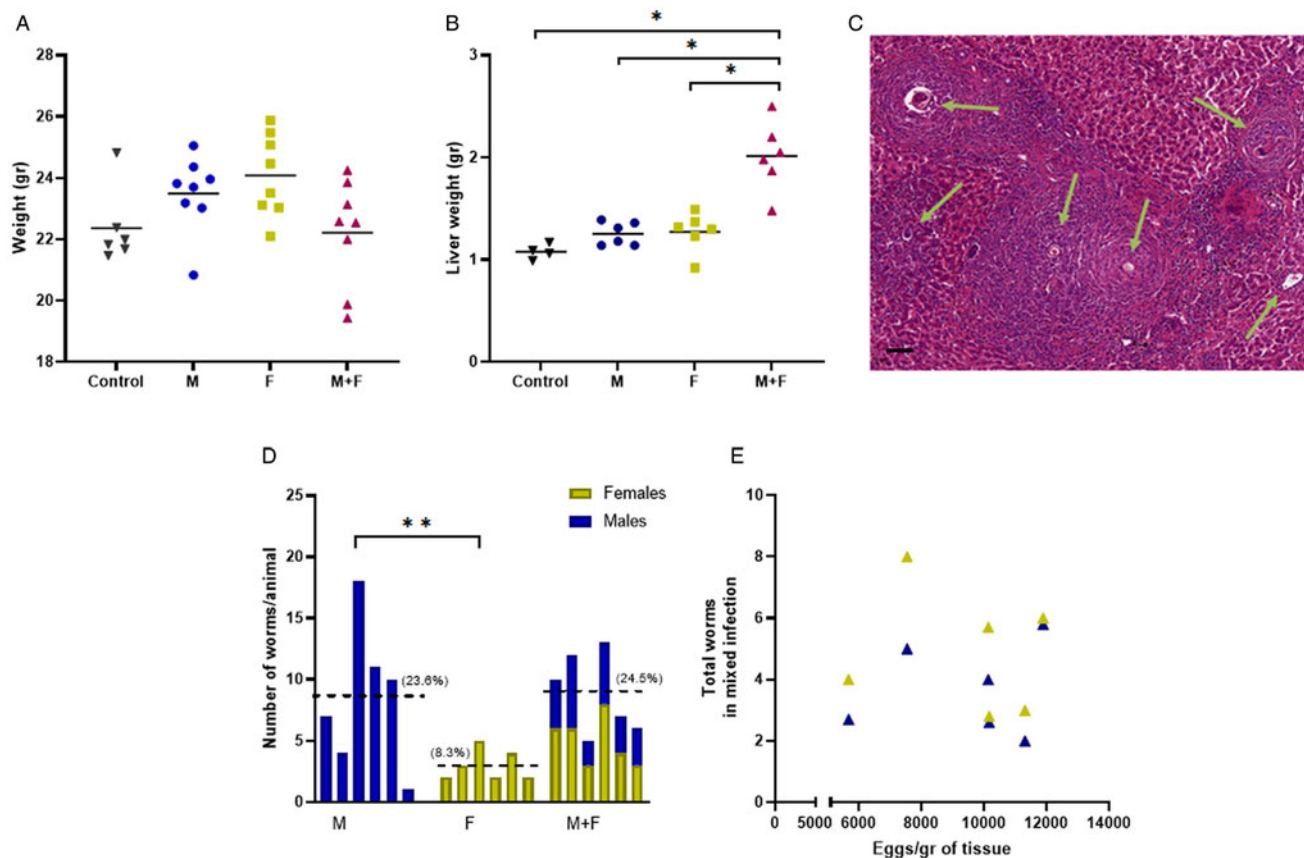 A
Weight (gr)
28
26
24
22
20
18
Control M F M+F
B
Liver weight (gr)
3
2
1
0
*
*
*
Control M F M+F
C
D
Number of worms/animal
25
20
15
10
5
0
**
(23.6%)
(8.3%)
(24.5%)
Females
Males
M F M+F
E
Total worms
in mixed infection
10
8
6
4
2
0
0 5000 6000 8000 10000 12000 14000
Eggs/gr of tissue